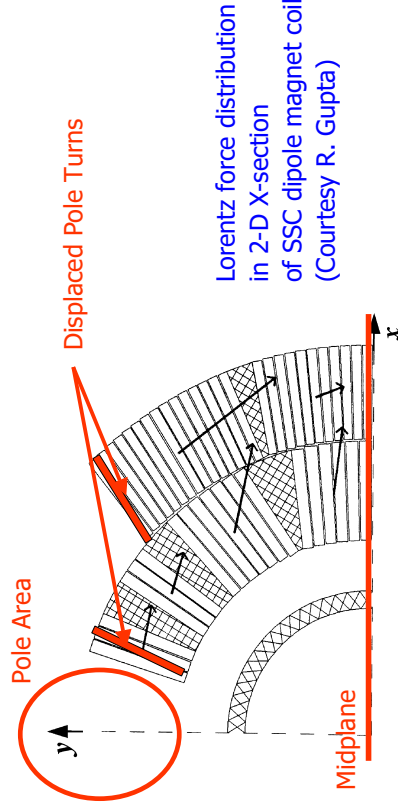 Pole Area
y
Displaced Pole Turns
Lorentz force distribution
in 2-D X-section
of SSC dipole magnet coil
(Courtesy R. Gupta)
Midplane
x